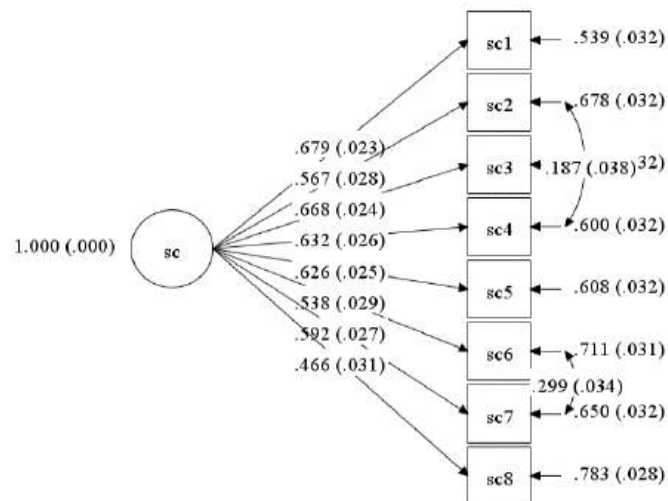 sc1
.539 (.032)
sc2
.678 (.032)
.679 (.023)
.567 (.028)
sc3
.187 (.038)
32)
.668 (.024)
.632 (.026)
sc4
.600 (.032)
1.000 (.000)
sc
.626 (.025)
sc5
.608 (.032)
.538 (.029)
.592 (.027)
sc6
.711 (.031)
.466 (.031)
.299 (.034)
sc7
.650 (.032)
sc8
.783 (.028)